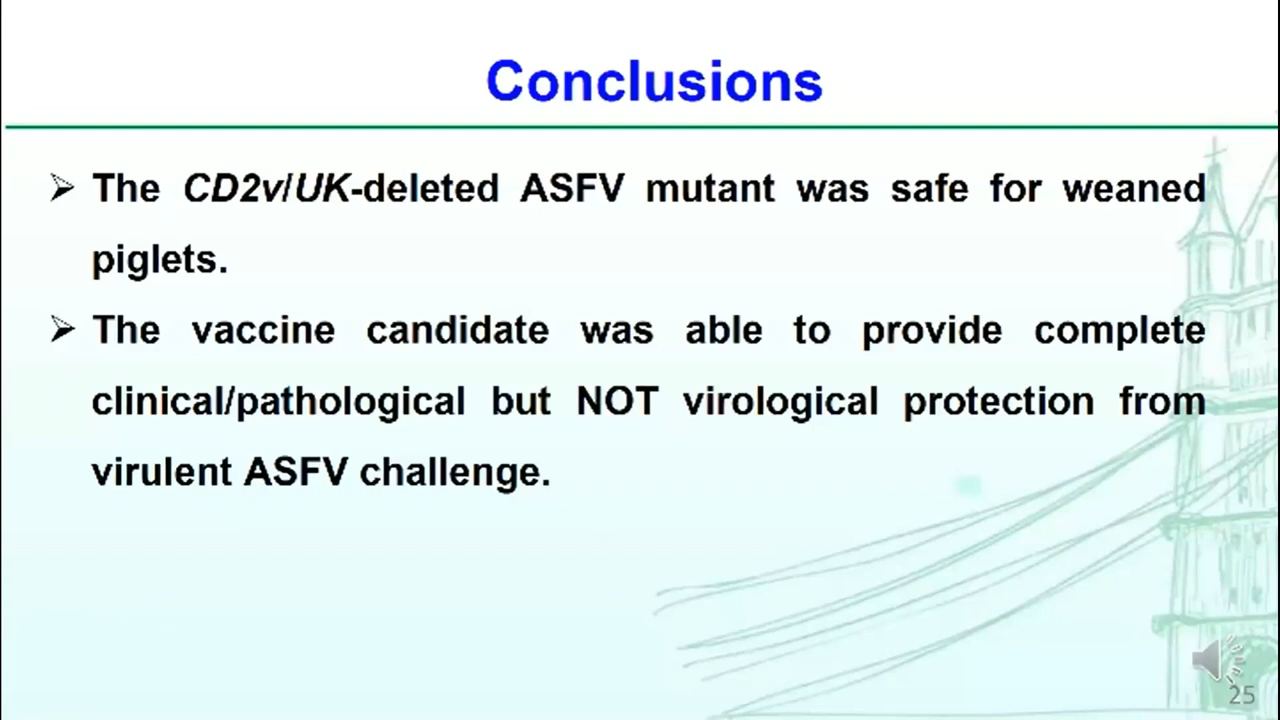 Conclusions
➢ The CD2v/UK-deleted ASFV mutant was safe for weaned
piglets.
➢ The vaccine candidate was able to provide complete
clinical/pathological but NOT virological protection from
virulent ASFV challenge.
25